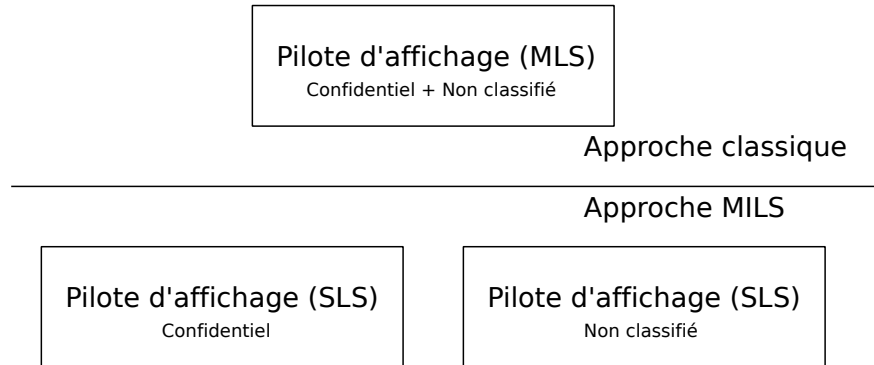 Pilote d'affichage (MLS)
Confidentiel + Non classifié
Approche classique
Approche MILS
Pilote d'affichage (SLS)
Confidentiel
Pilote d'affichage (SLS)
Non classifié